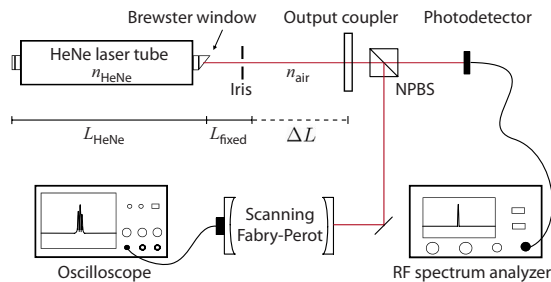 Brewster window
Output coupler
Photodetector
HeNe laser tube
n_HeNe
n_air
Iris
NPBS
L_HeNe
L_fixed
ΔL
Scanning
Fabry-Perot
Oscilloscope
RF spectrum analyzer